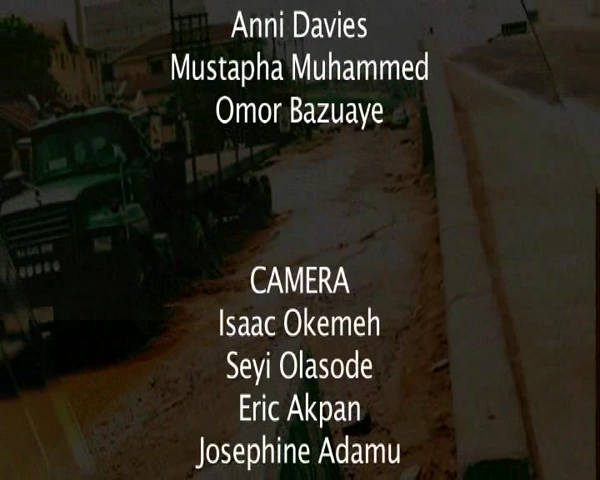 Anni Davies
Mustapha Muhammed
Omor Bazuaye
CAMERA
Isaac Okemeh
Seyi Olasode
Eric Akpan
Josephine Adamu